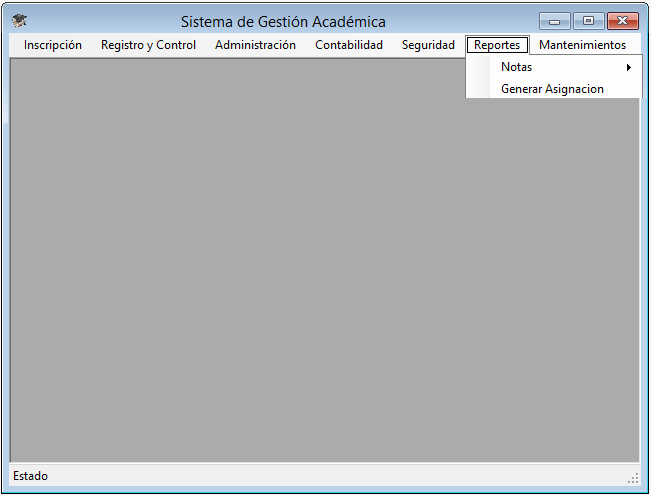 Sistema de Gestión Académica
Inscripción Registro y Control Administración Contabilidad Seguridad Reportes Mantenimientos
Notas
Generar Asignacion
Estado